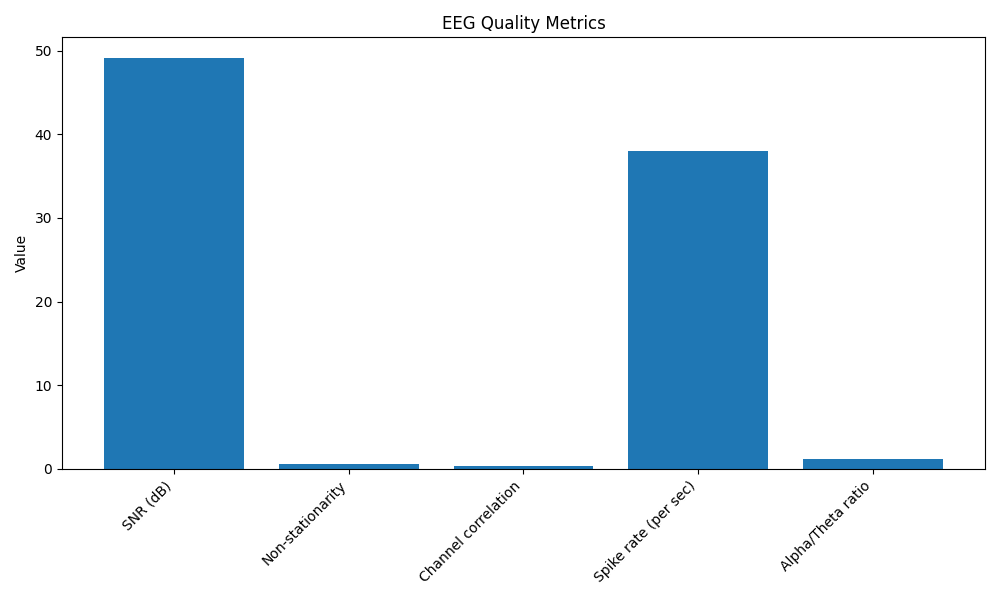 EEG Quality Metrics
Value
50
40
30
20
10
0
SNR (dB)
Non-stationarity
Channel correlation
Spike rate (per sec)
Alpha/Theta ratio